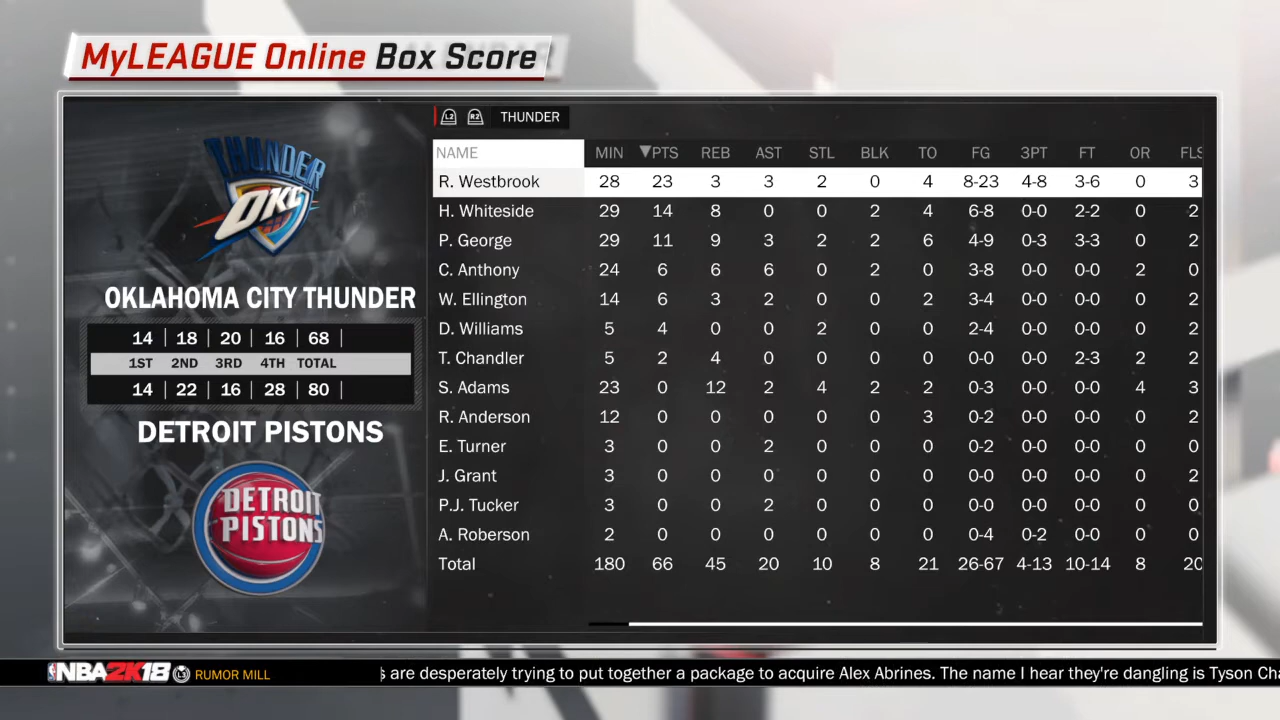 MyLEAGUE Online Box Score
THUNDER
OKC
OKLAHOMA CITY THUNDER
14 | 18 | 20 | 16 | 68 |
1ST 2ND 3RD 4TH TOTAL
14 | 22 | 16 | 28 | 80 |
DETROIT PISTONS
DETROIT
PISTONS
L2 R2 THUNDER
NAME MIN ▼PTS REB AST STL BLK TO FG 3PT FT OR FLS
R. Westbrook 28 23 3 3 2 0 4 8-23 4-8 3-6 0 3
H. Whiteside 29 14 8 0 0 2 4 6-8 0-0 2-2 0 2
P. George 29 11 9 3 2 2 6 4-9 0-3 3-3 0 2
C. Anthony 24 6 6 6 0 2 0 3-8 0-0 0-0 2 0
W. Ellington 14 6 3 2 0 0 2 3-4 0-0 0-0 0 2
D. Williams 5 4 0 0 2 0 0 2-4 0-0 0-0 0 2
T. Chandler 5 2 4 0 0 0 0 0-0 0-0 2-3 2 2
S. Adams 23 0 12 2 4 2 2 0-3 0-0 0-0 4 3
R. Anderson 12 0 0 0 0 0 3 0-2 0-0 0-0 0 2
E. Turner 3 0 0 2 0 0 0 0-2 0-0 0-0 0 0
J. Grant 3 0 0 0 0 0 0 0-0 0-0 0-0 0 2
P.J. Tucker 3 0 0 2 0 0 0 0-0 0-0 0-0 0 0
A. Roberson 2 0 0 0 0 0 0 0-4 0-2 0-0 0 0
Total 180 66 45 20 10 8 21 26-67 4-13 10-14 8 20
NBA2K18 RUMOR MILL are desperately trying to put together a package to acquire Alex Abrines. The name I hear they're dangling is Tyson Cha